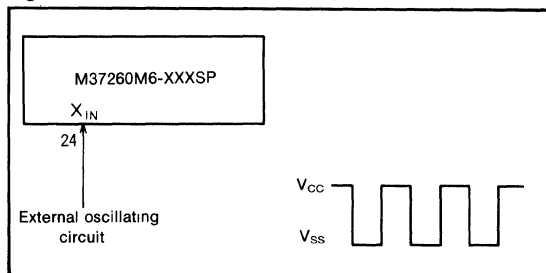 M37260M6-XXXSP
XIN
24
External oscillating
circuit
VCC
VSS